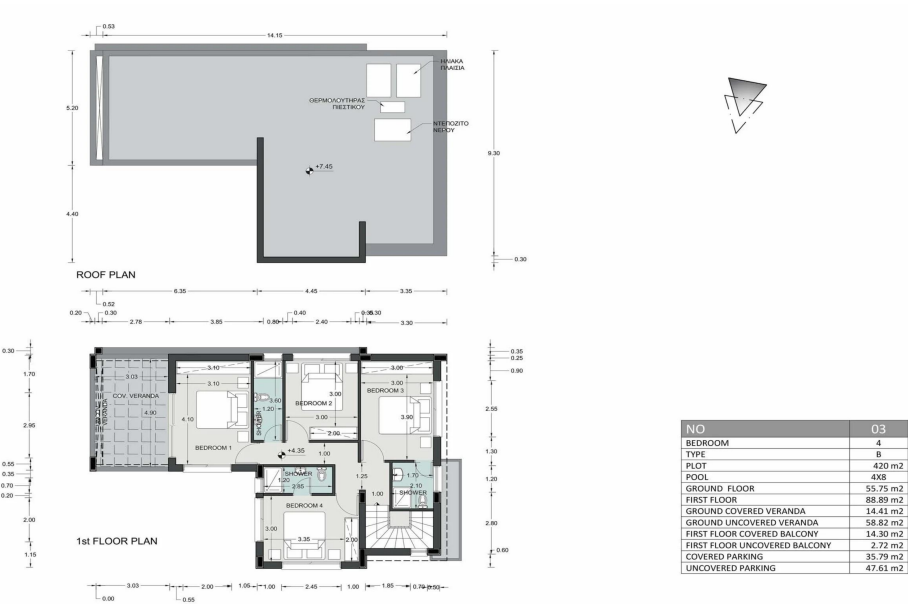 0.53
14.15
ΗΛΙΑΚΑ
ΠΛΑΙΣΙΑ
ΘΕΡΜΟΛΟΥΤΗΡΑΣ
ΠΙΕΣΤΙΚΟΥ
ΝΤΕΠΟΖΙΤΟ
ΝΕΡΟΥ
5.20
9.30
+7.45
4.40
0.30
ROOF PLAN
6.35 4.45 3.35
0.52
0.20 0.30 0.40
2.78 3.85 0.80 2.40 3.30
0.30
0.35
0.25
0.90
1.70
3.10
3.10
3.00
3.00
3.03
COV. VERANDA
VERANDA
4.00
4.10
3.60
1.20
SHOWER
BEDROOM 2
3.00
3.00
2.00
BEDROOM 3
3.90
2.55
2.95
BEDROOM 1
+4.35
1.00
1.30
0.55
0.35
0.70
0.20
SHOWER
1.20
2.85
1.25
1.70
2.10
SHOWER
1.20
BEDROOM 4
1.00
3.00
3.35
2.00
2.00
2.80
1st FLOOR PLAN
1.15
0.60
3.03 2.00 1.05 1.00 2.45 1.00 1.85
0.00 0.55
NO 03
BEDROOM 4
TYPE B
PLOT 420 m2
POOL 4X8
GROUND FLOOR 55.75 m2
FIRST FLOOR 88.89 m2
GROUND COVERED VERANDA 14.41 m2
GROUND UNCOVERED VERANDA 58.82 m2
FIRST FLOOR COVERED BALCONY 14.30 m2
FIRST FLOOR UNCOVERED BALCONY 2.72 m2
COVERED PARKING 35.79 m2
UNCOVERED PARKING 47.61 m2